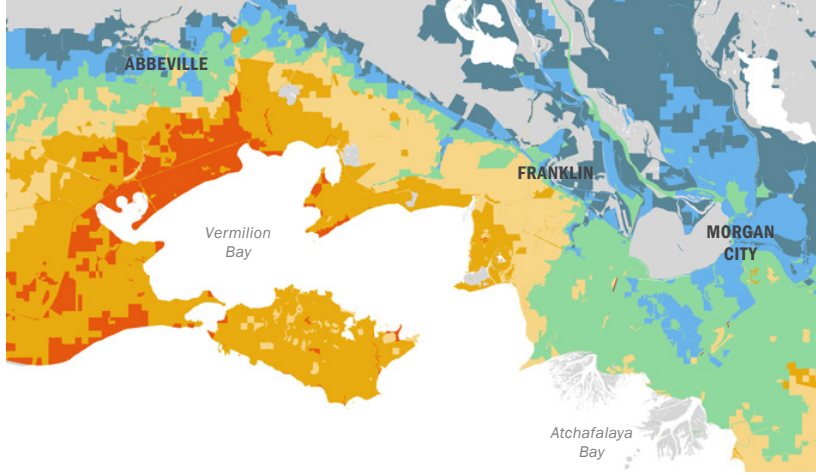 ABBEVILLE
FRANKLIN
Vermilion
Bay
MORGAN
CITY
Atchafalaya
Bay